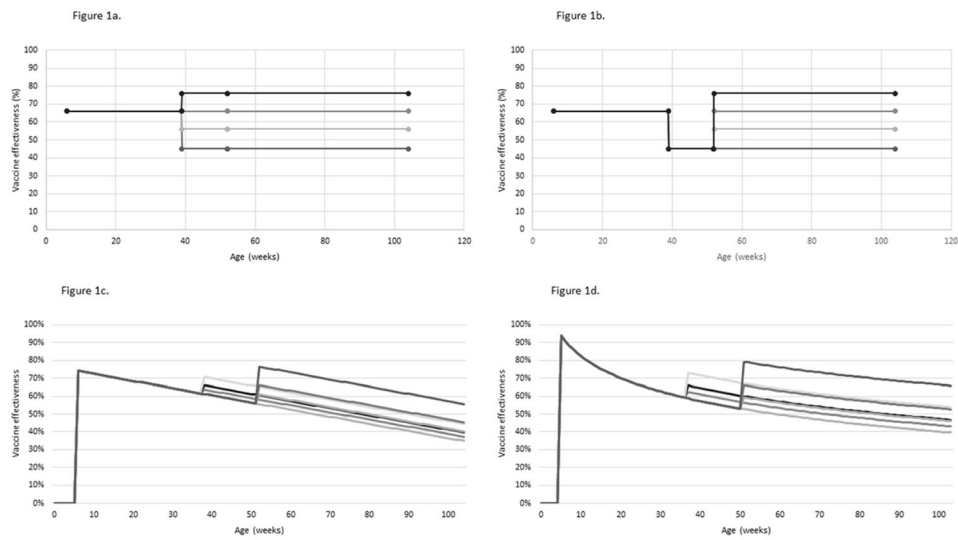 Figure 1a.
Vaccine effectiveness (%)
100
90
80
70
60
50
40
30
20
10
0
0 20 40 60 80 100 120
Age (weeks)
Figure 1b.
Vaccine effectiveness (%)
100
90
80
70
60
50
40
30
20
10
0
0 20 40 60 80 100 120
Age (weeks)
Figure 1c.
Vaccine effectiveness
100%
90%
80%
70%
60%
50%
40%
30%
20%
10%
0%
0 10 20 30 40 50 60 70 80 90 100
Age (weeks)
Figure 1d.
Vaccine effectiveness
100%
90%
80%
70%
60%
50%
40%
30%
20%
10%
0%
0 10 20 30 40 50 60 70 80 90 100
Age (weeks)